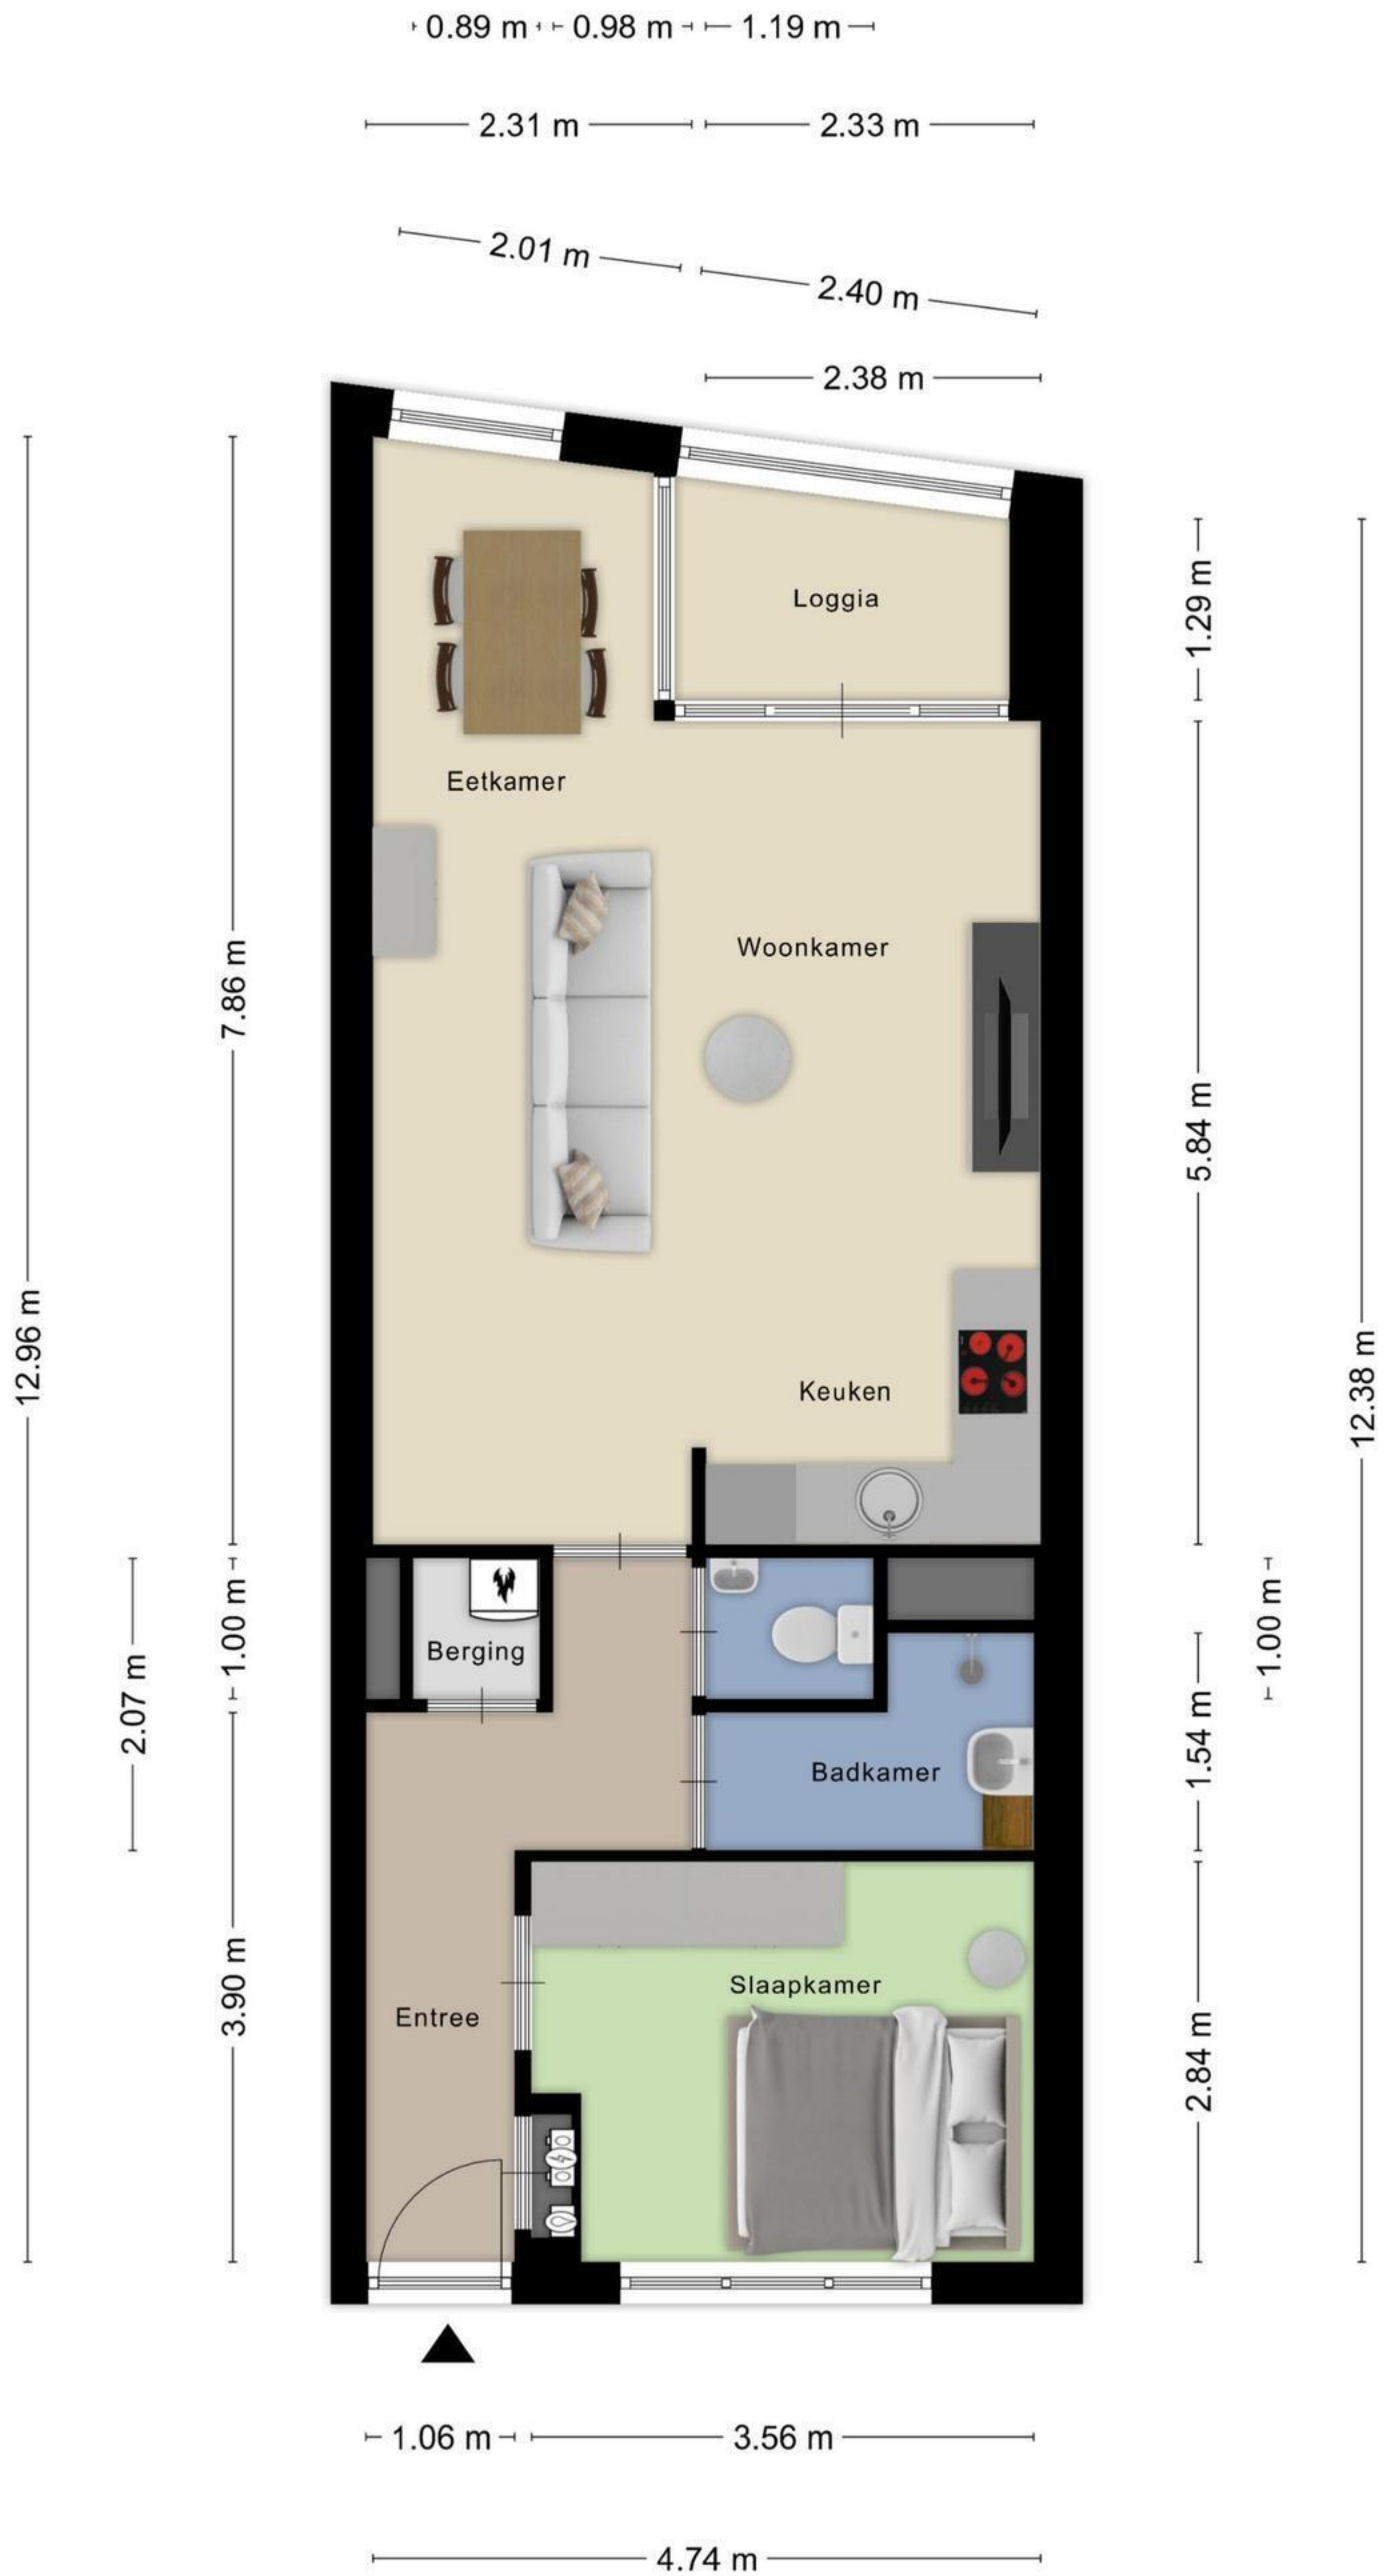 0.89 m
0.98 m
1.19 m
2.31 m
2.33 m
2.01 m
2.40 m
2.38 m
Loggia
1.29 m
Eetkamer
Woonkamer
7.86 m
5.84 m
12.96 m
12.38 m
Keuken
Berging
1.00 m
1.00 m
2.07 m
1.54 m
Badkamer
Slaapkamer
Entree
3.90 m
2.84 m
1.06 m
3.56 m
4.74 m